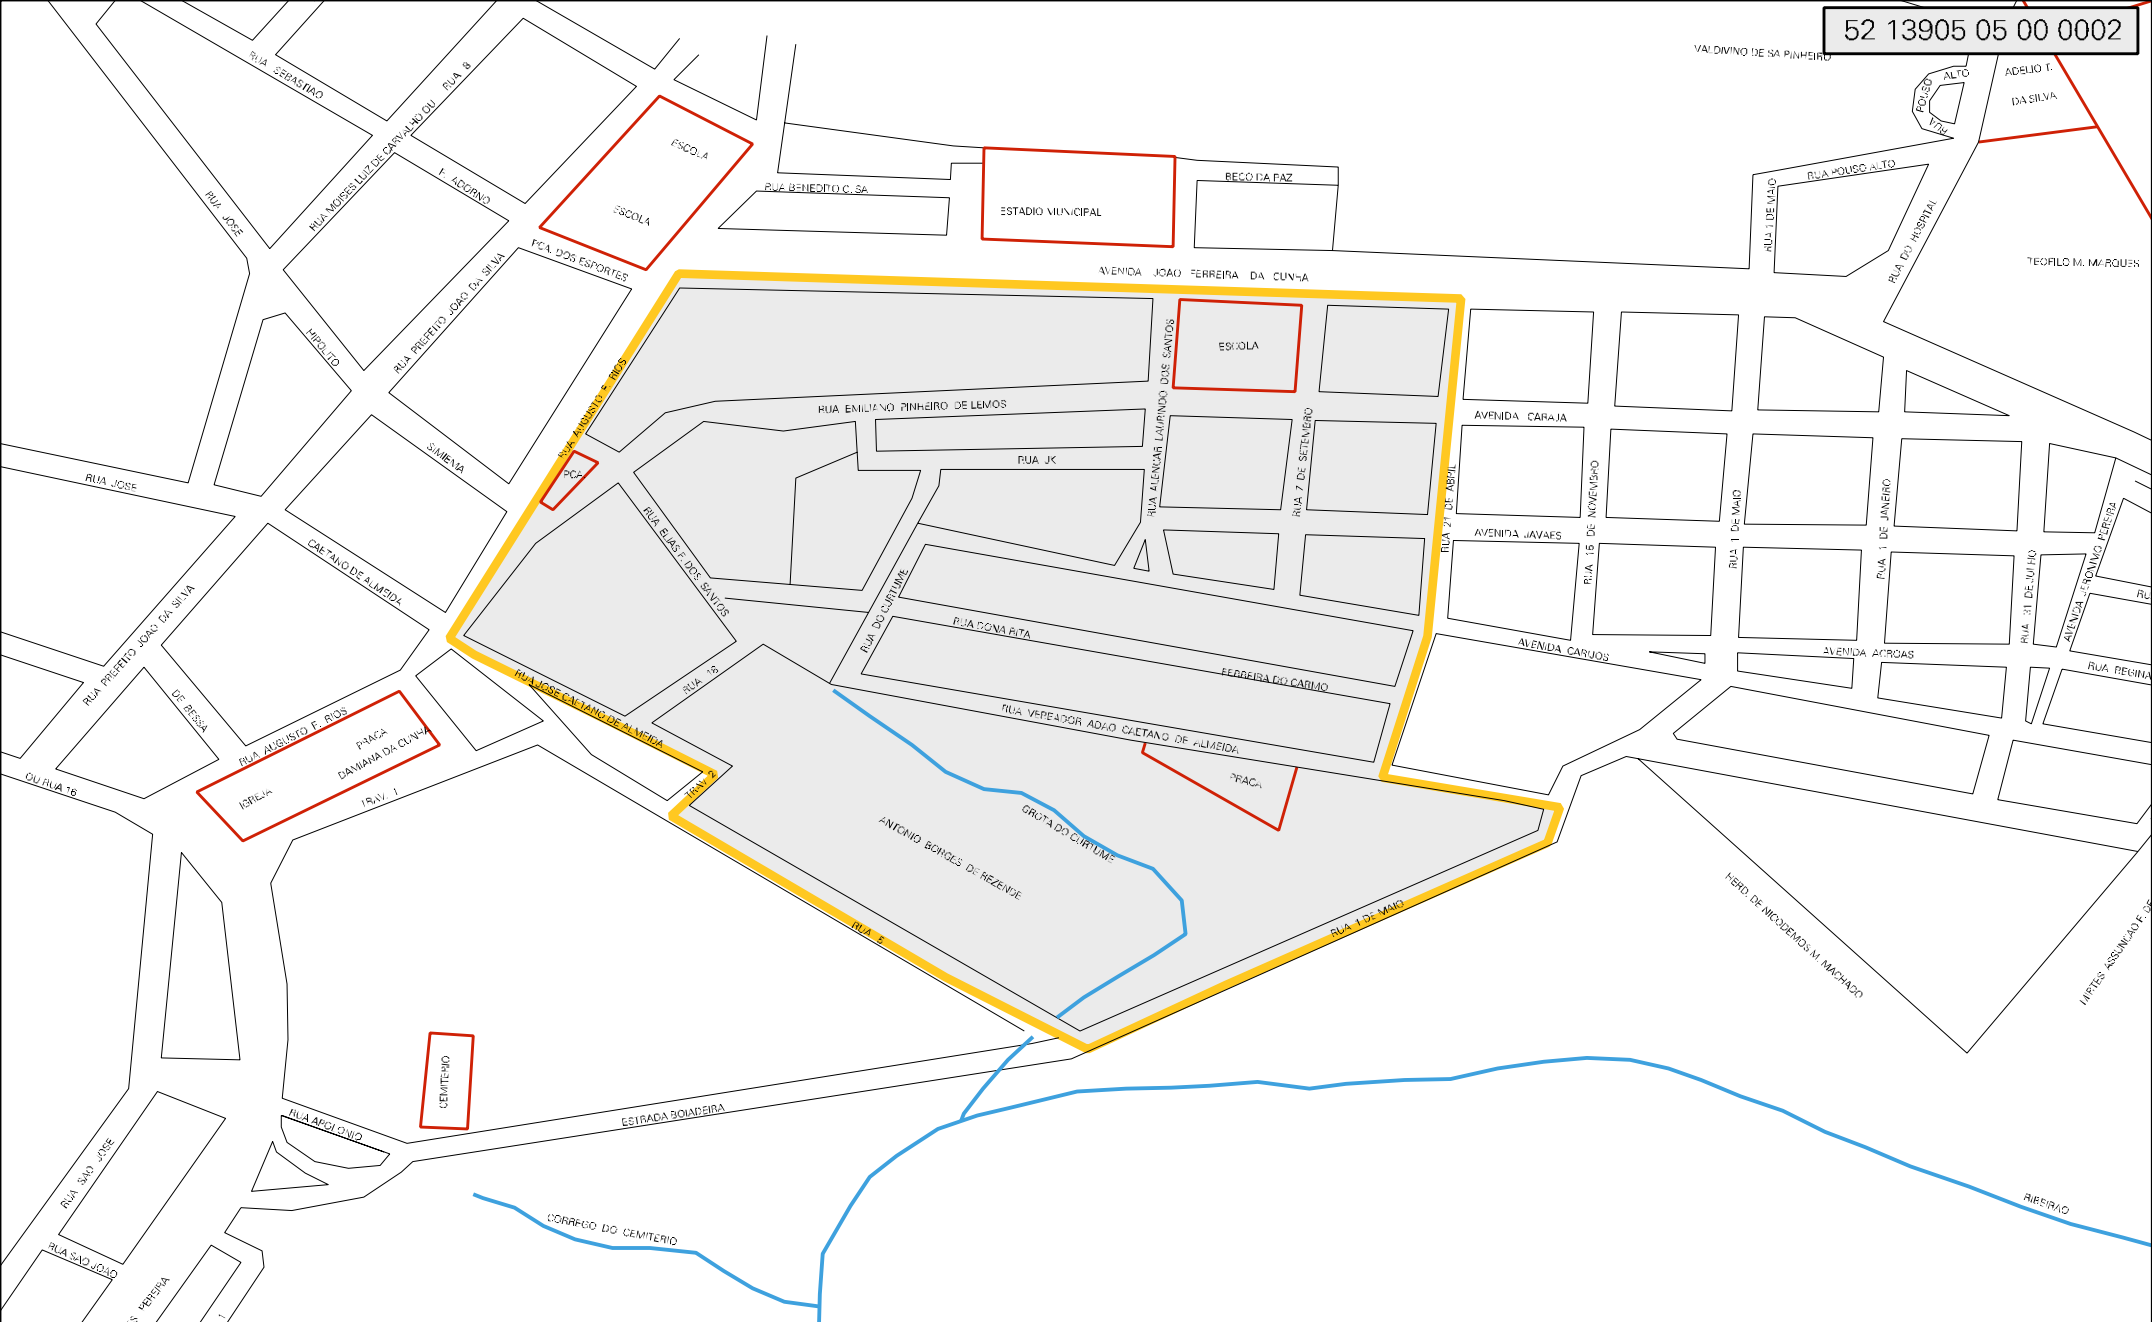 52 13905 05 00 0002
VALDIVINO DE SA PINHEIRO
RUA SEBASTIAO
RUA 8
RUA MOISES LUIZ DE CARVALHO OU
F. ADORNO
ESCOLA
ESCOLA
RUA BENEDITO C. SA
ESTADIO MUNICIPAL
BECO DA PAZ
RUA POUSO ALTO
ADELIO T.
DA SILVA
RUA POUSO ALTO
RUA 1 DE MAIO
RUA DO HOSPITAL
TEOFILO M. MARQUES
RUA JOSE
HIPOLITO
PCA. DOS ESPORTES
RUA PREFEITO JOAO DA SILVA
AVENIDA JOAO FERREIRA DA CUNHA
RUA AUGUSTO F. RIOS
PCA
ESCOLA
RUA EMILIANO PINHEIRO DE LEMOS
RUA JK
RUA ALENCAR LAURINDO DOS SANTOS
RUA 7 DE SETEMBRO
RUA 21 DE ABRIL
AVENIDA CARAJA
AVENIDA JAVAES
RUA 15 DE NOVEMBRO
RUA 1 DE MAIO
RUA 1 DE JANEIRO
RUA 31 DE JULHO
AVENIDA JERONIMO PEREIRA
RU
RUA REGINA
AVENIDA ACROAS
AVENIDA CARIJOS
RUA JOSE
SIMIEMA
CAETANO DE ALMEIDA
RUA PREFEITO JOAO DA SILVA
DE BESSA
RUA ELIAS F. DOS SANTOS
RUA DO CURTUME
RUA DONA RITA
FERREIRA DO CARMO
RUA 16
RUA JOSE CAETANO DE ALMEIDA
RUA VEREADOR ADAO CAETANO DE ALMEIDA
PRACA
TRAV. 2
GROTA DO CURTUME
ANTONIO BORGES DE REZENDE
RUA 5
RUA 1 DE MAIO
HERD. DE NICODEMOS M. MACHADO
MIRTES ASSUNCAO F. DE
RUA AUGUSTO F. RIOS
PRACA
DAMIANA DA CUNHA
IGREJA
TRAV. 1
OU RUA 16
CEMITERIO
RUA APOLONIO
ESTRADA BOIADEIRA
RUA SAO JOSE
RUA SAO JOAO
S. PEREIRA
1
CORREGO DO CEMITERIO
RIBEIRAO